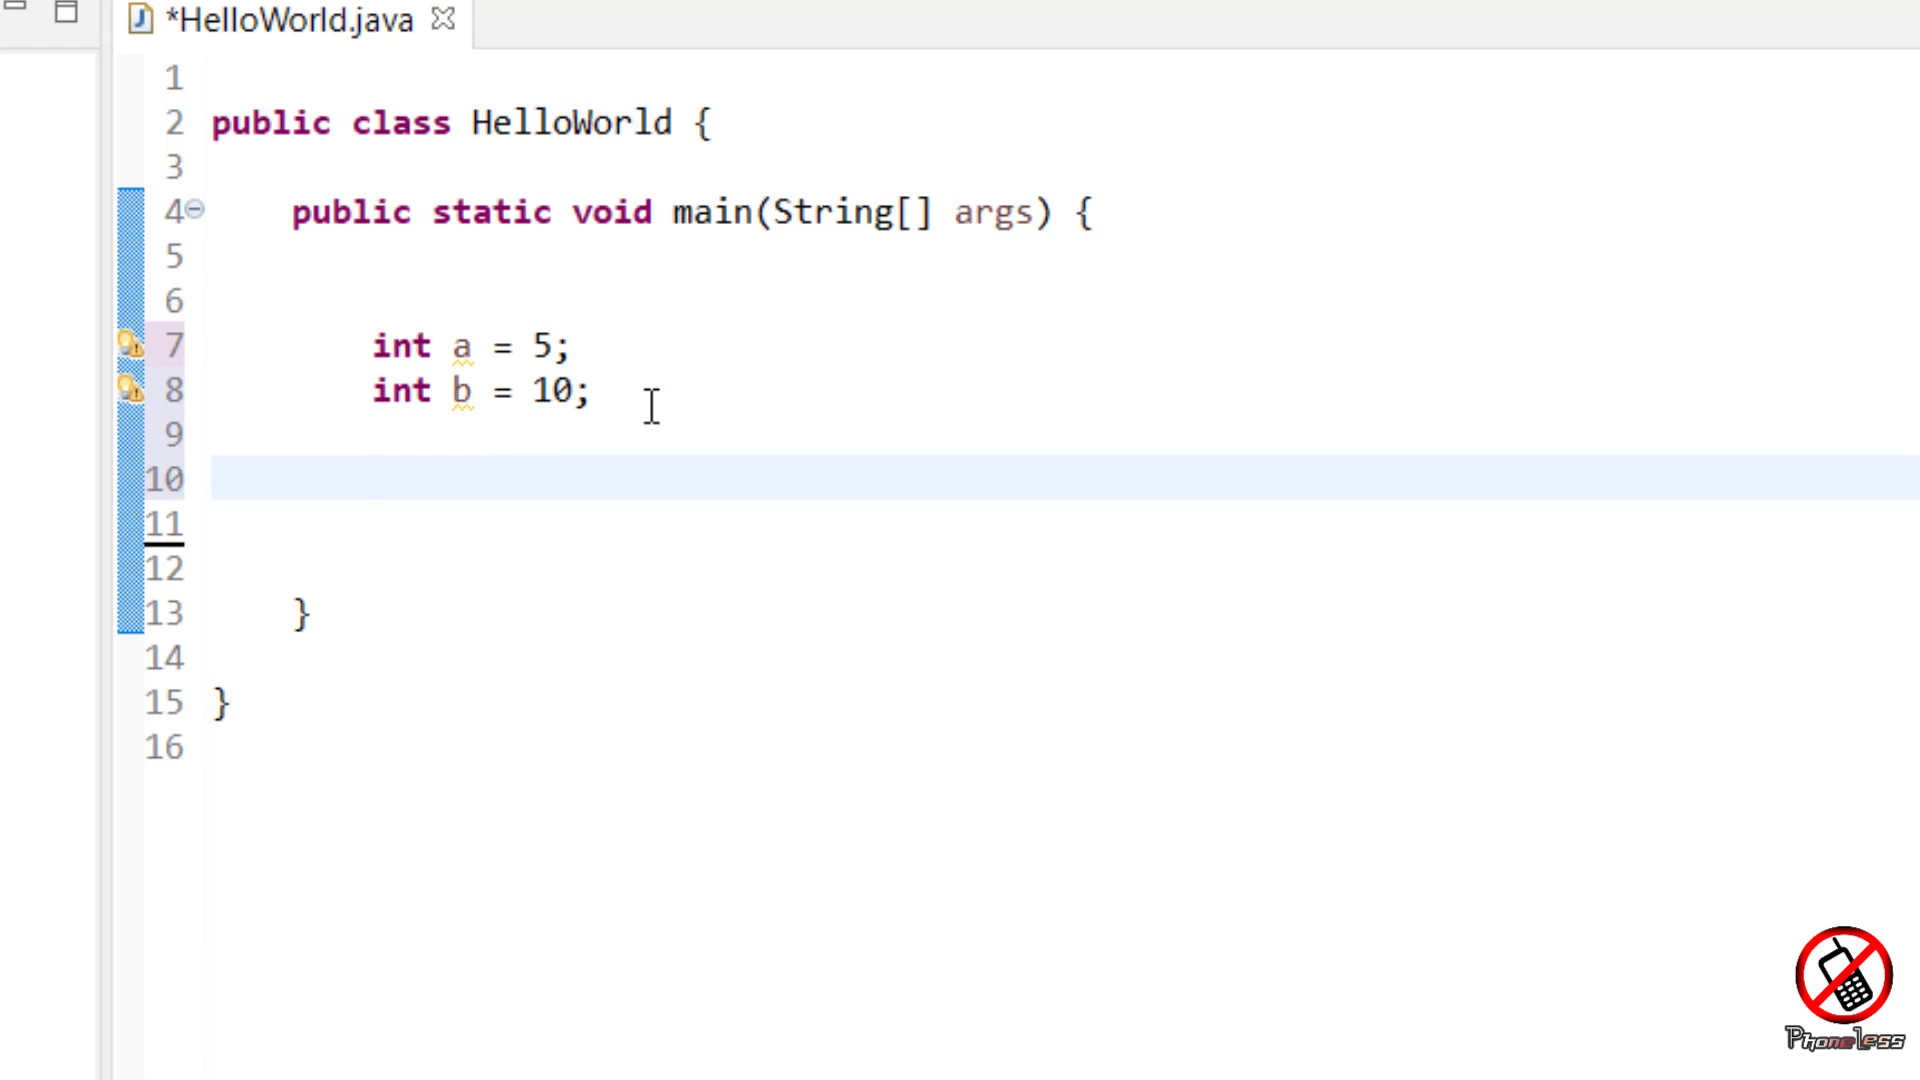 *HelloWorld.java
1
2 public class HelloWorld {
3
4 public static void main(String[] args) {
5
6
7 int a = 5;
8 int b = 10;
9
10
11
12
13 }
14
15 }
16
Phoneless